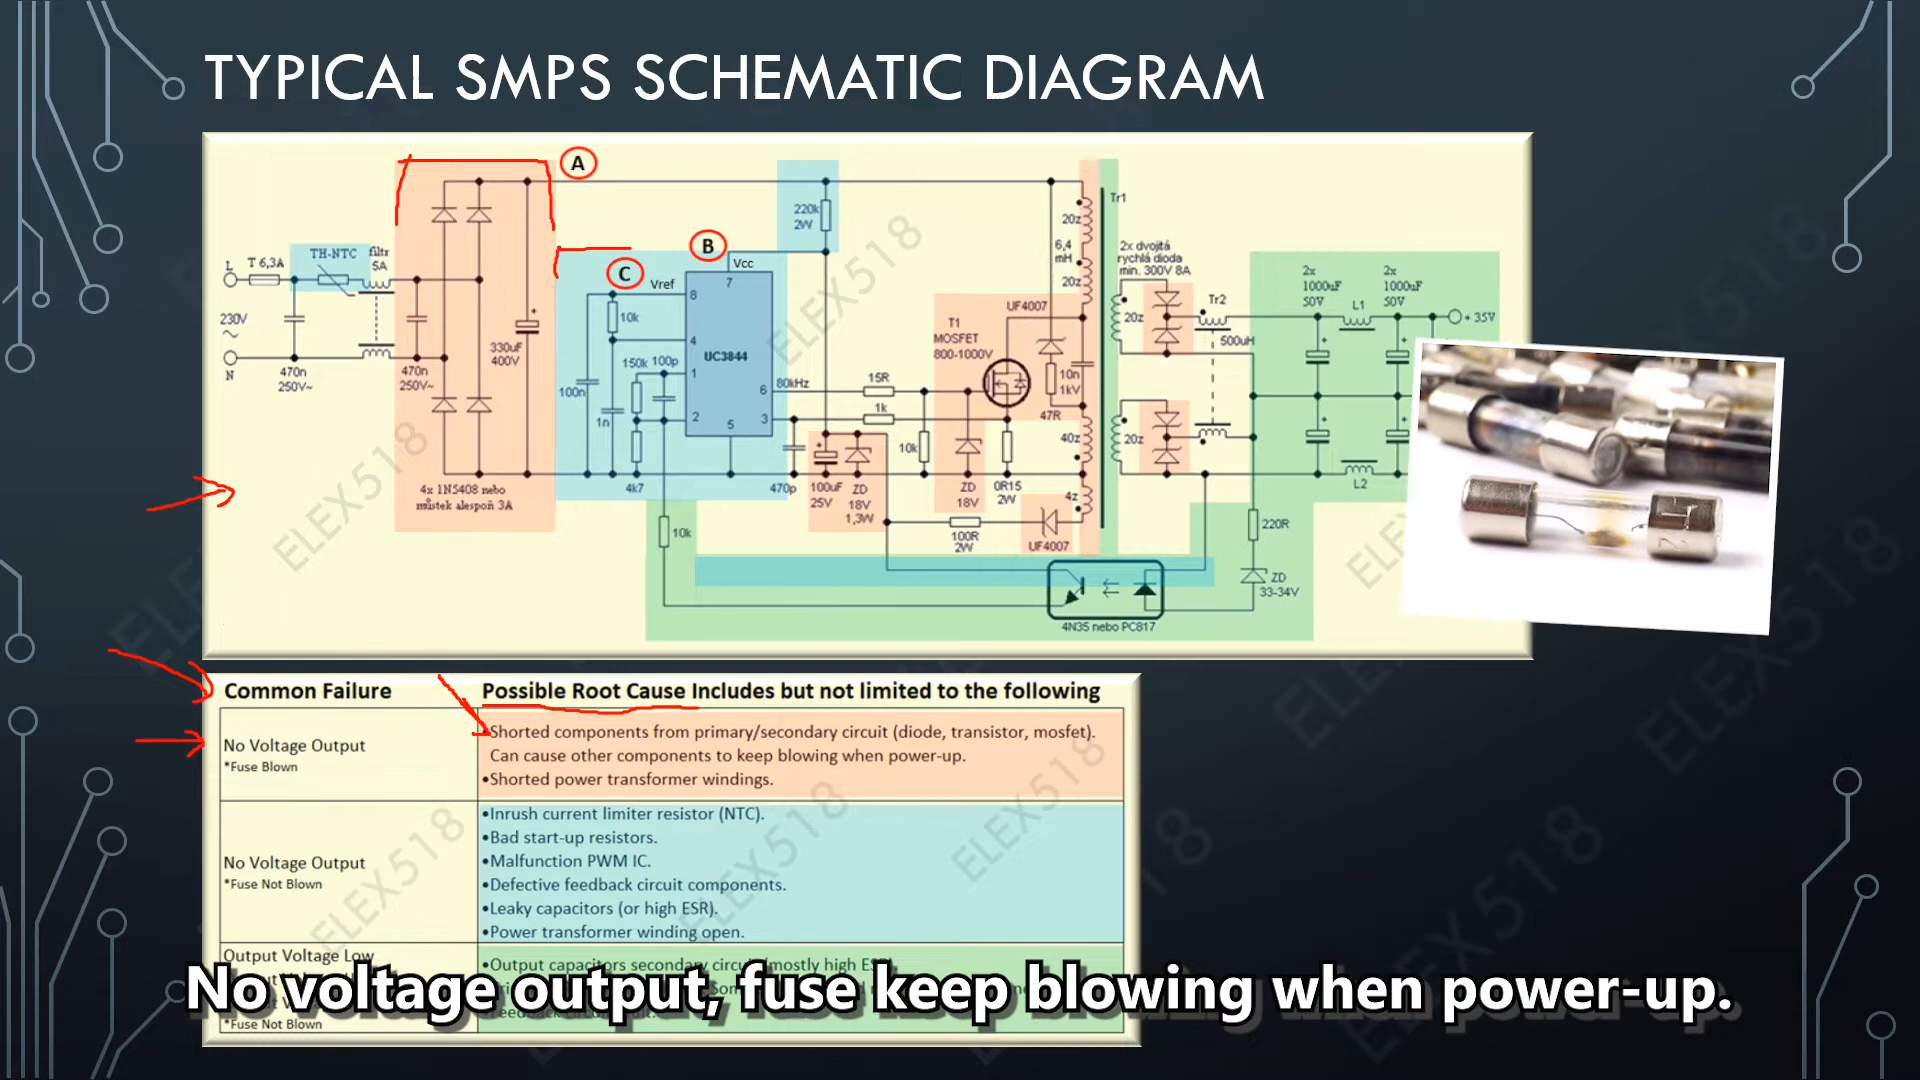 TYPICAL SMPS SCHEMATIC DIAGRAM
A
B
C
L
T 6,3A
TH-NTC
filtr
5A
230V
~
N
470n
250V~
470n
250V~
330uF
400V
4x 1N5408 nebo
můstek alespoň 3A
220k
2W
Vcc
7
Vref
8
10k
4
UC3844
150k
100p
1
100n
1n
2
5
6
80kHz
3
4k7
470p
15R
1k
10k
100uF
25V
ZD
18V
1,3W
T1
MOSFET
800-1000V
UF4007
ZD
18V
0R15
2W
47R
10n
1kV
100R
2W
UF4007
20z
6,4
mH
20z
40z
4z
Tr1
2x dvojitá
rychlá dioda
min. 300V 8A
20z
20z
Tr2
500uH
2x
1000uF
50V
2x
1000uF
50V
L1
+ 35V
L2
220R
ZD
33-34V
10k
4N35 nebo PC817
ELEX518
ELEX518
ELEX518
Common Failure
Possible Root Cause Includes but not limited to the following
No Voltage Output
*Fuse Blown
•Shorted components from primary/secondary circuit (diode, transistor, mosfet).
Can cause other components to keep blowing when power-up.
•Shorted power transformer windings.
No Voltage Output
*Fuse Not Blown
•Inrush current limiter resistor (NTC).
•Bad start-up resistors.
•Malfunction PWM IC.
•Defective feedback circuit components.
•Leaky capacitors (or high ESR).
•Power transformer winding open.
Output Voltage Low
*Fuse Not Blown
•Output capacitors secondary circuit (mostly high ESR)
No voltage output, fuse keep blowing when power-up.